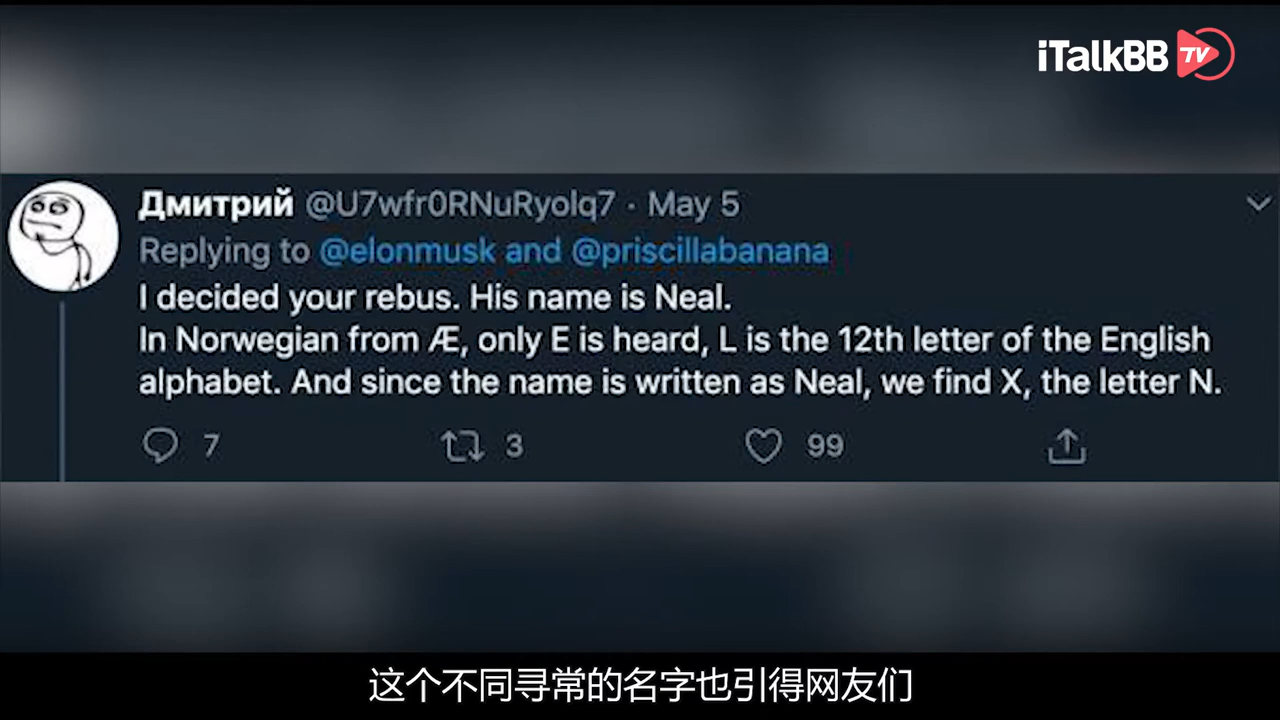 iTalkBB TV
Дмитрий @U7wfr0RNuRyolq7 · May 5
Replying to @elonmusk and @priscillabanana
I decided your rebus. His name is Neal.
In Norwegian from Æ, only E is heard, L is the 12th letter of the English
alphabet. And since the name is written as Neal, we find X, the letter N.
7 3 99
这个不同寻常的名字也引得网友们